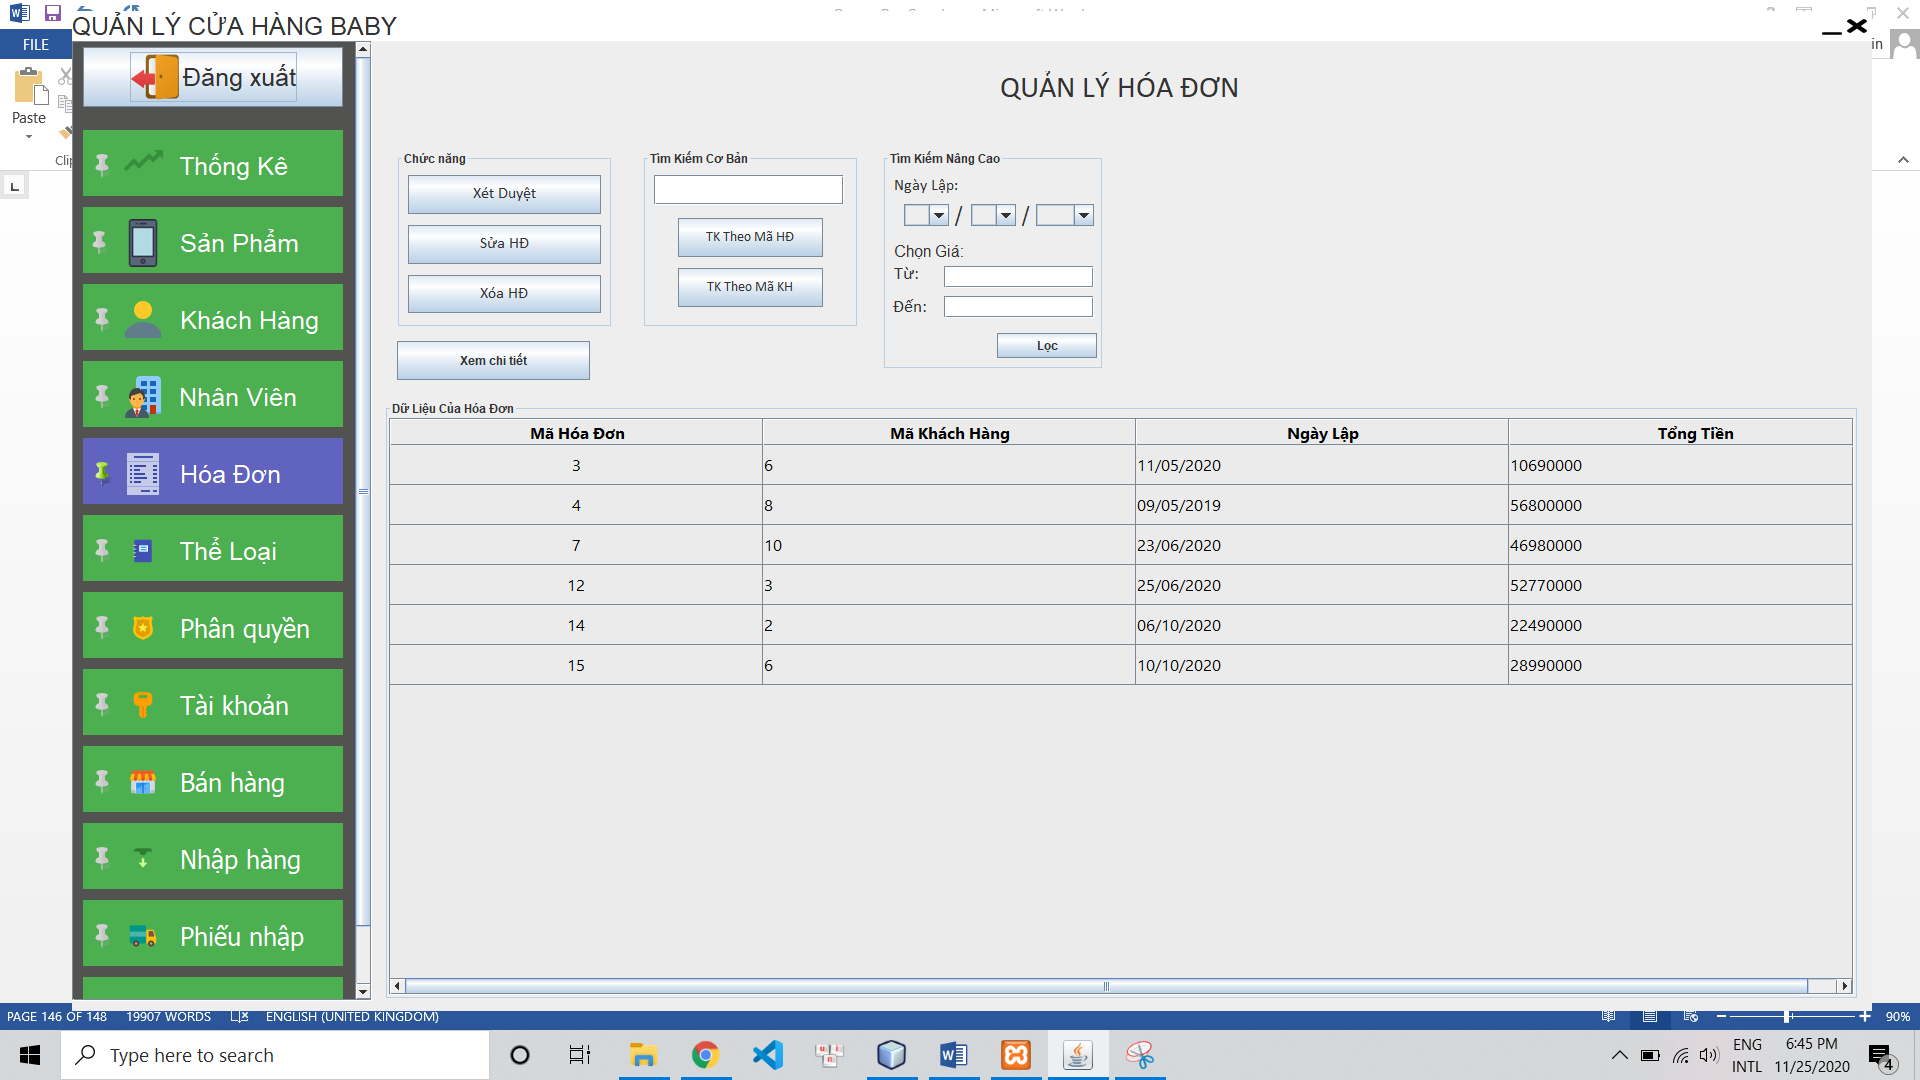 QUẢN LÝ CỬA HÀNG BABY
FILE
in
Paste
Đăng xuất
Thống Kê
Sản Phẩm
Khách Hàng
Nhân Viên
Hóa Đơn
Thể Loại
Phân quyền
Tài khoản
Bán hàng
Nhập hàng
Phiếu nhập
QUẢN LÝ HÓA ĐƠN
Chức năng
Xét Duyệt
Sửa HĐ
Xóa HĐ
Xem chi tiết
Tìm Kiếm Cơ Bản
TK Theo Mã HĐ
TK Theo Mã KH
Tìm Kiếm Nâng Cao
Ngày Lập:
/ /
Chọn Giá:
Từ:
Đến:
Lọc
Dữ Liệu Của Hóa Đơn
Mã Hóa Đơn Mã Khách Hàng Ngày Lập Tổng Tiền
3 6 11/05/2020 10690000
4 8 09/05/2019 56800000
7 10 23/06/2020 46980000
12 3 25/06/2020 52770000
14 2 06/10/2020 22490000
15 6 10/10/2020 28990000
PAGE 146 OF 148 19907 WORDS ENGLISH (UNITED KINGDOM) 90%
Type here to search
ENG
INTL
6:45 PM
11/25/2020
4